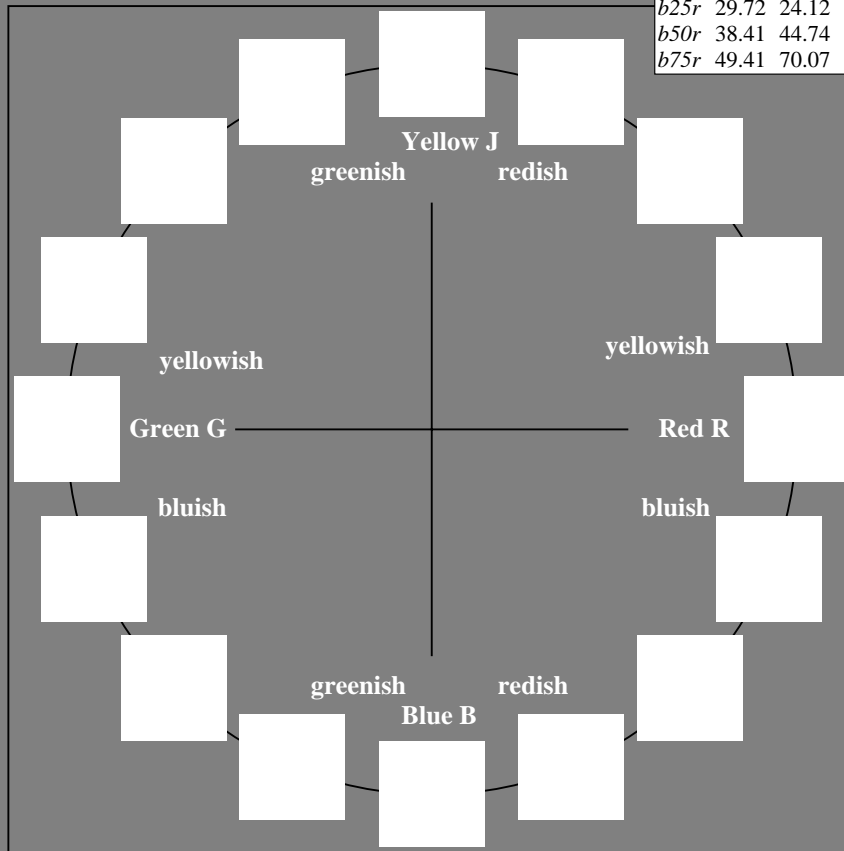 b25r 29.72 24.12
b50r 38.41 44.74
b75r 49.41 70.07
Yellow J
greenish redish
yellowish yellowish
Green G Red R
bluish bluish
greenish redish
Blue B